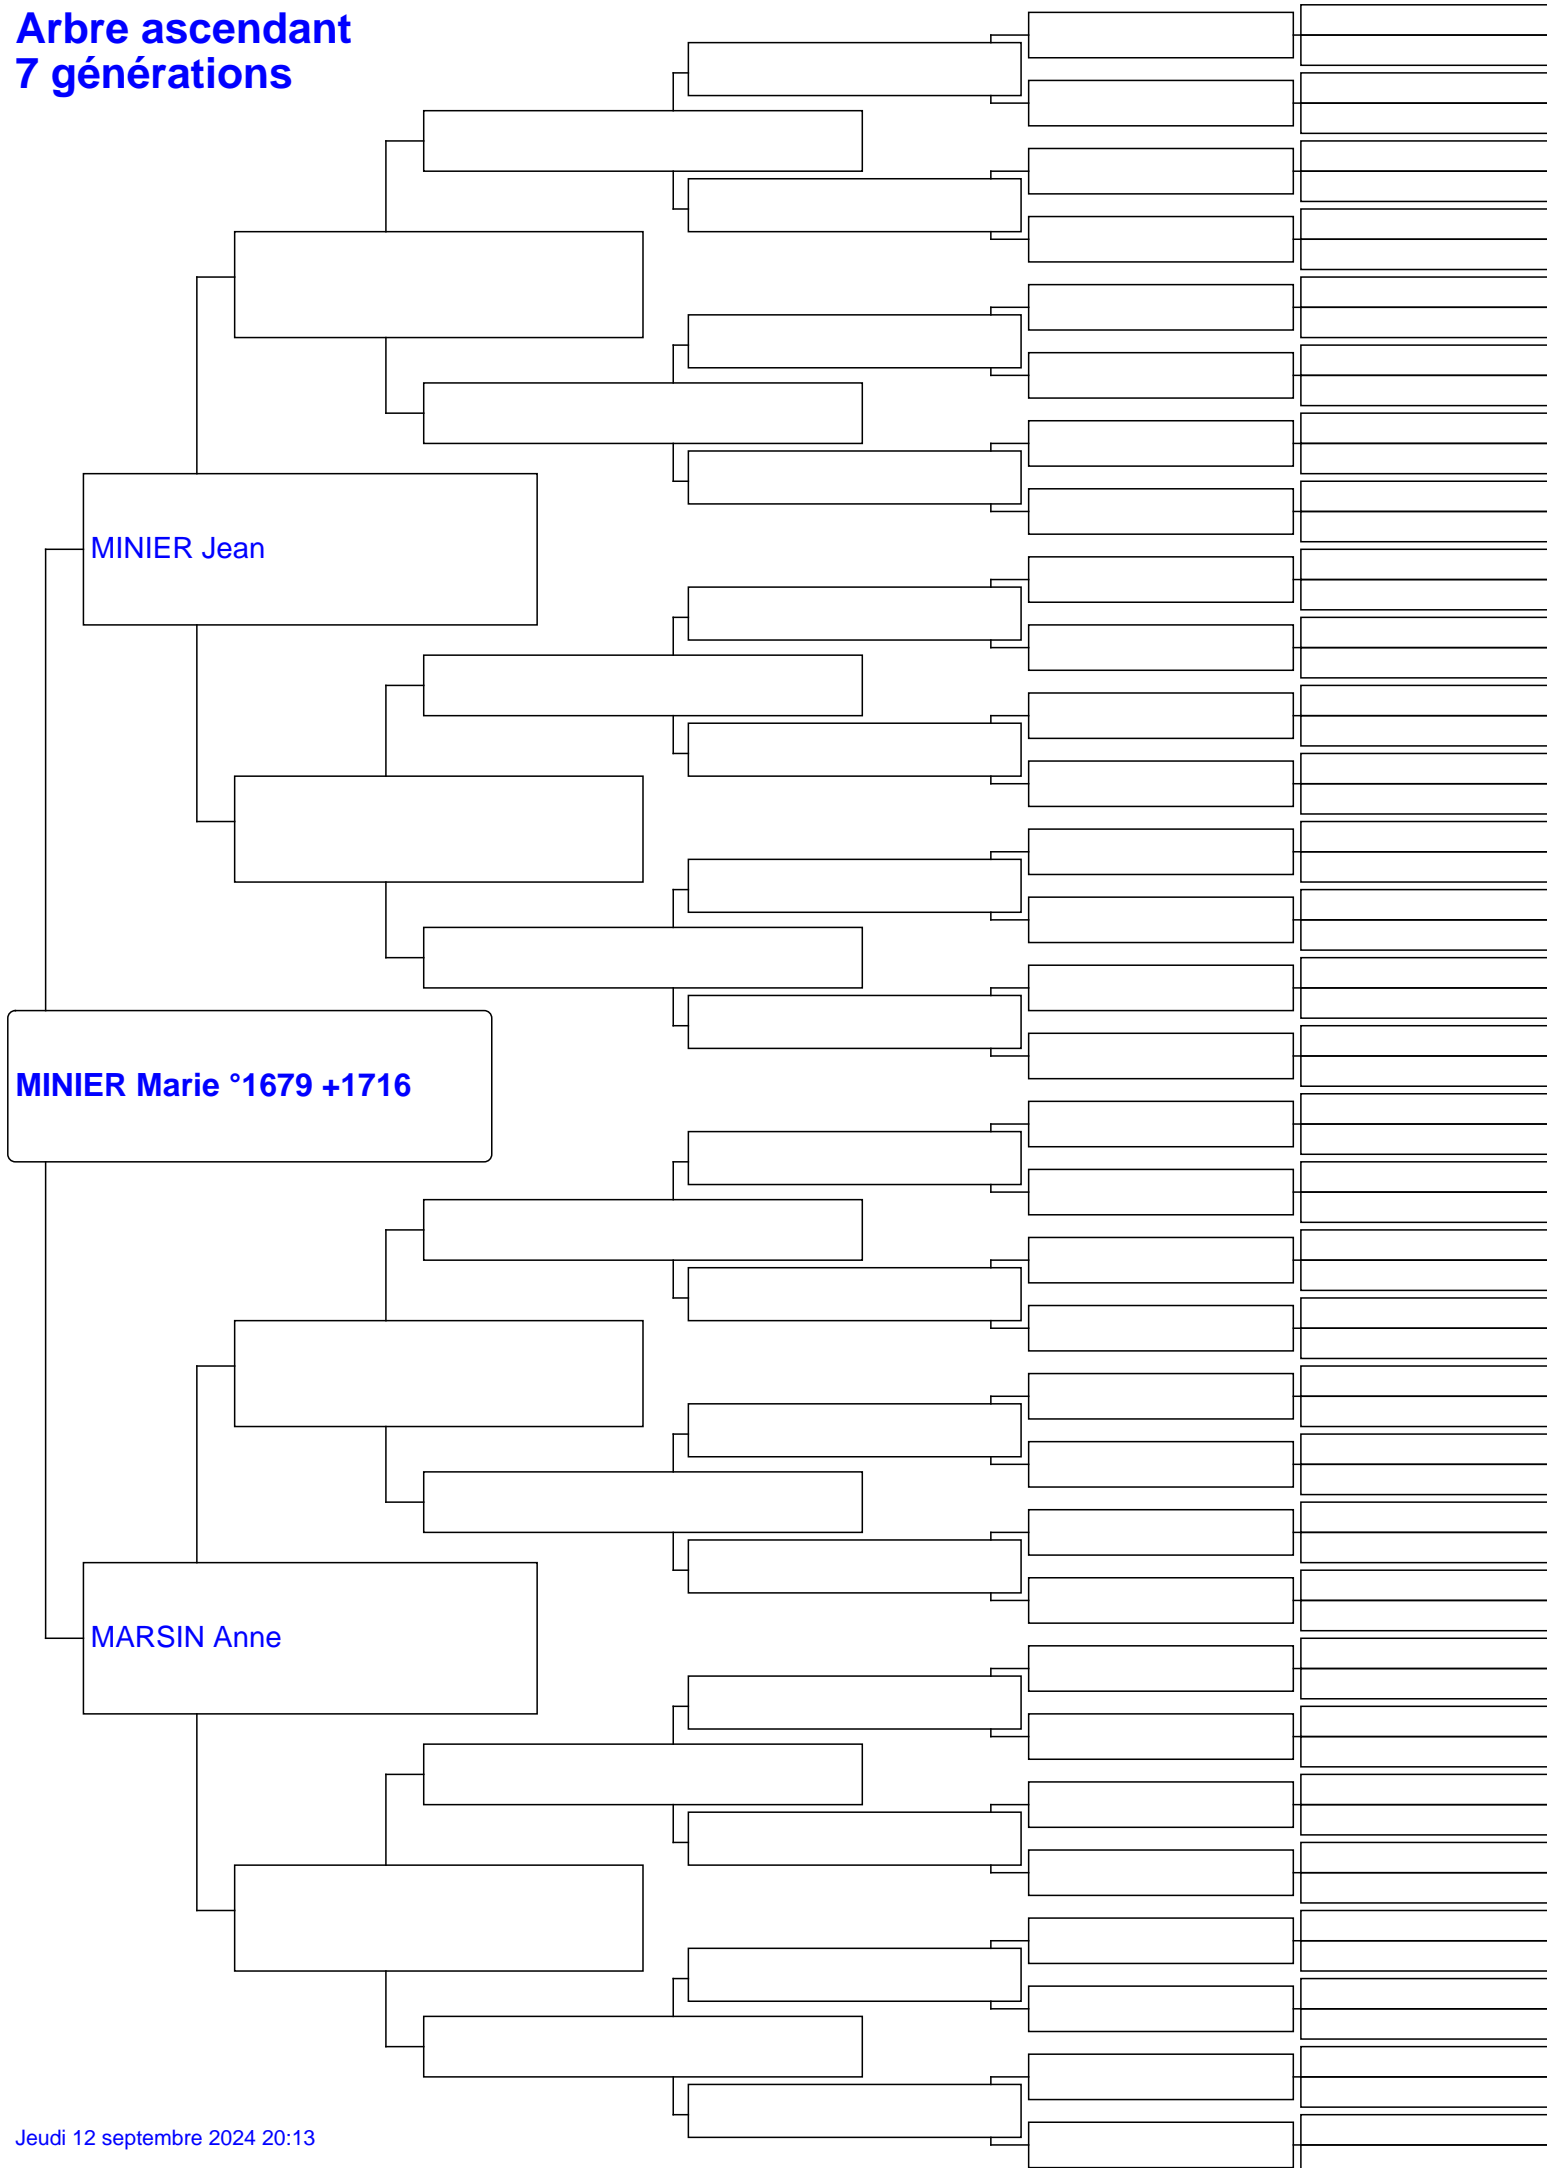 Arbre ascendant
7 générations
MINIER Jean
MINIER Marie °1679 +1716
MARSIN Anne
Jeudi 12 septembre 2024 20:13